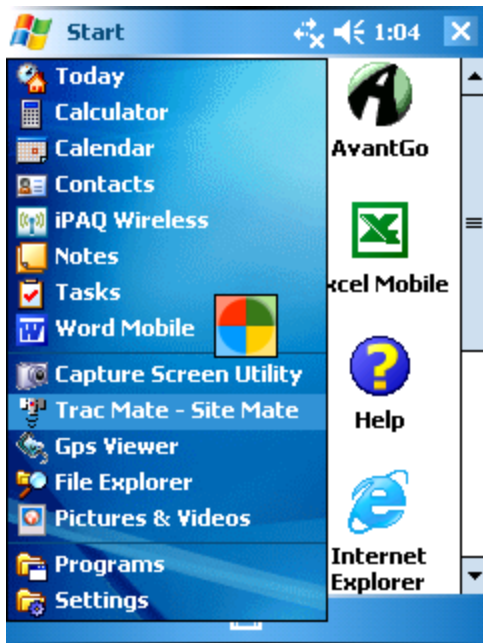 Start 1:04
Today
Calculator
Calendar
Contacts
iPAQ Wireless
Notes
Tasks
Word Mobile
Capture Screen Utility
Trac Mate - Site Mate
Gps Viewer
File Explorer
Pictures & Videos
Programs
Settings
AvantGo
xcel Mobile
Help
Internet
Explorer